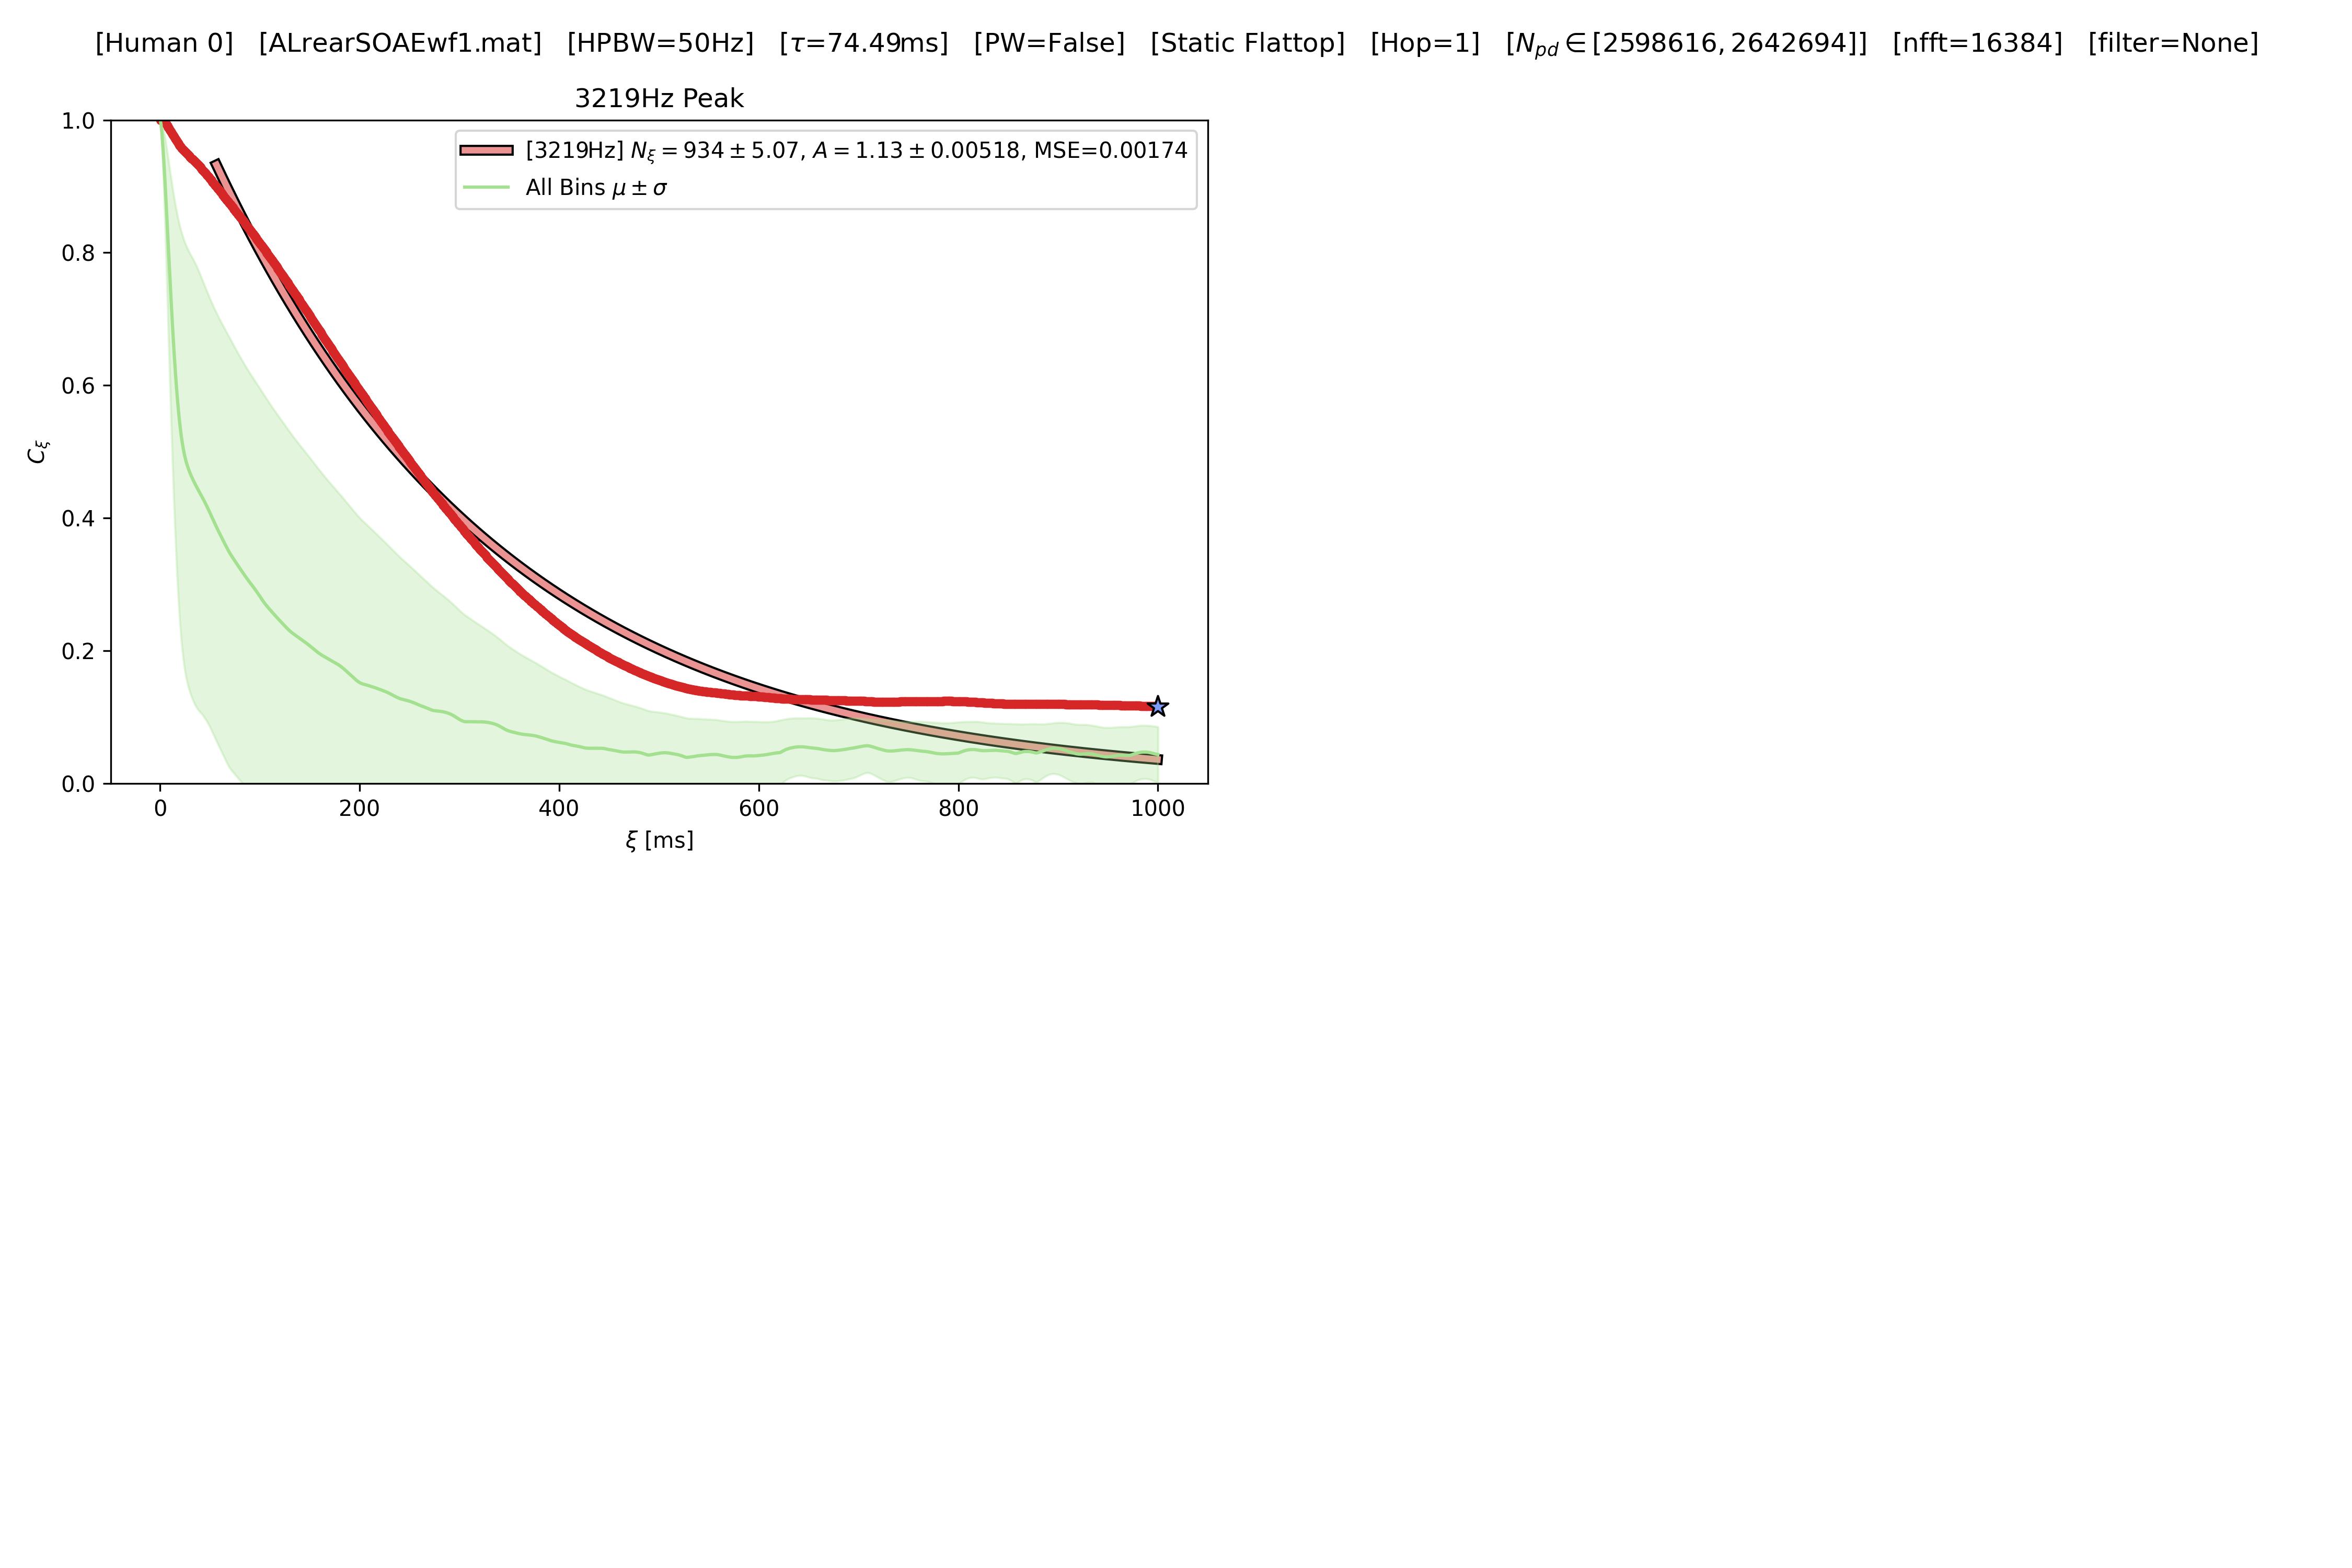 [Human 0] [ALrearSOAEwf1.mat] [HPBW=50Hz] [τ=74.49ms] [PW=False] [Static Flattop] [Hop=1] [N_pd ∈ [2598616, 2642694]] [nfft=16384] [filter=None]
3219Hz Peak
[3219Hz] N_ξ = 934 ± 5.07, A = 1.13 ± 0.00518, MSE=0.00174
All Bins μ ± σ
1.0
0.8
0.6
0.4
0.2
0.0
C_ξ
0 200 400 600 800 1000
ξ [ms]